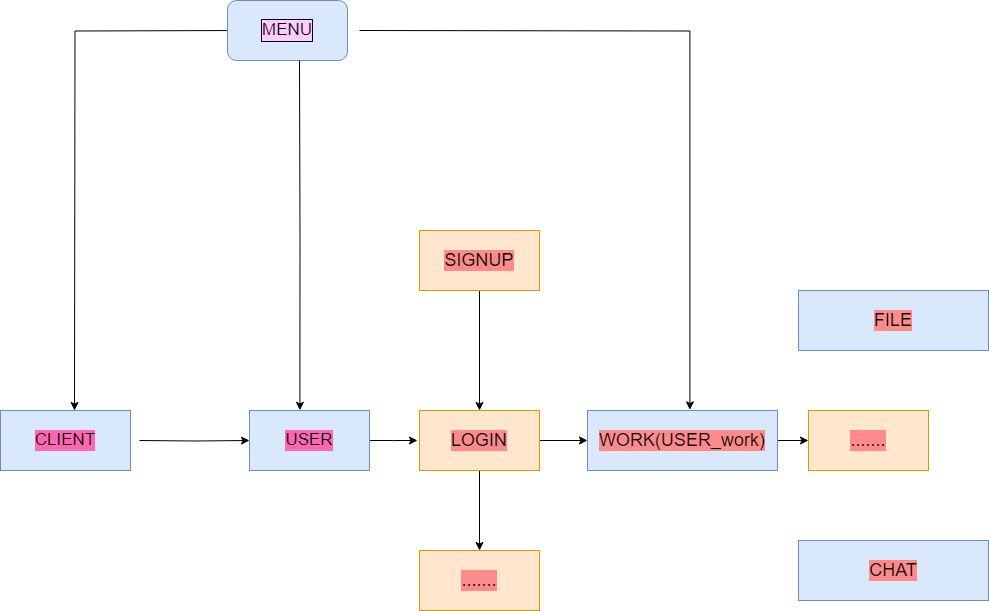 MENU
SIGNUP
FILE
CLIENT
USER
LOGIN
WORK(USER_work)
.......
.......
CHAT